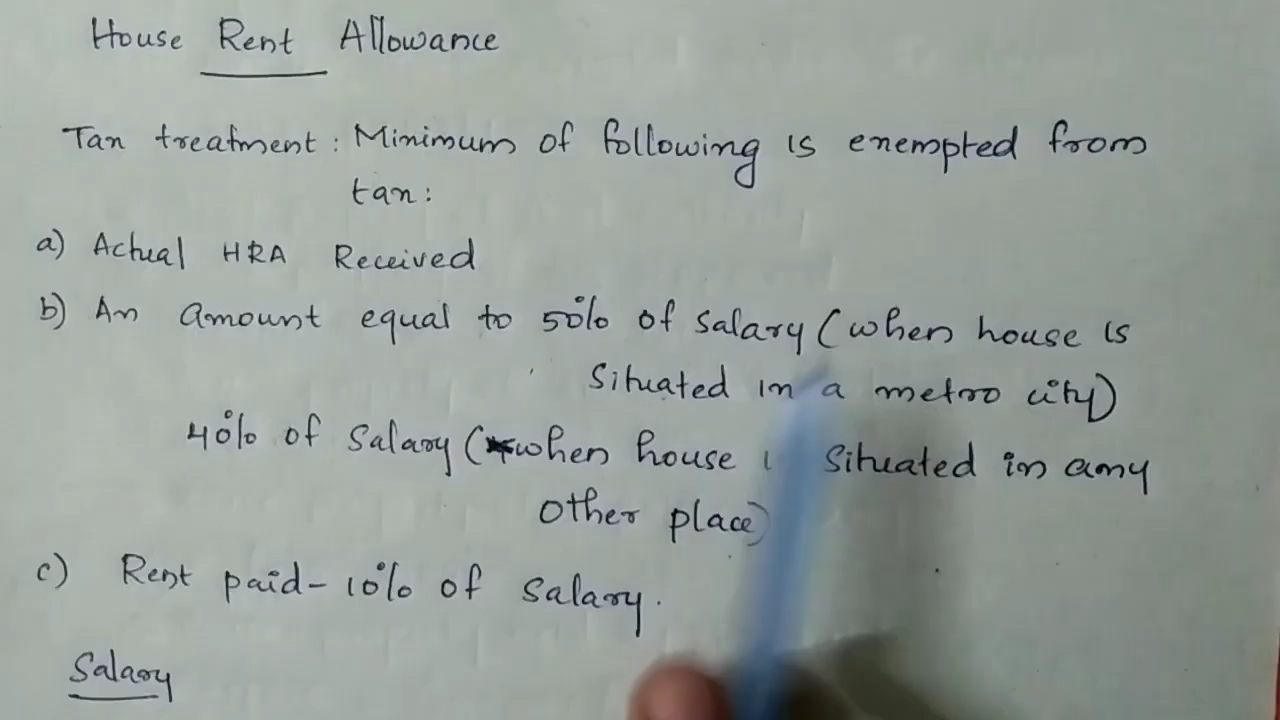 House Rent Allowance
Tax treatment: Minimum of following is exempted from
tax:
a) Actual HRA Received
b) An amount equal to 50% of salary (when house is
situated in a metro city)
40% of salary (when house situated in any
other place)
c) Rent paid - 10% of salary.
Salary